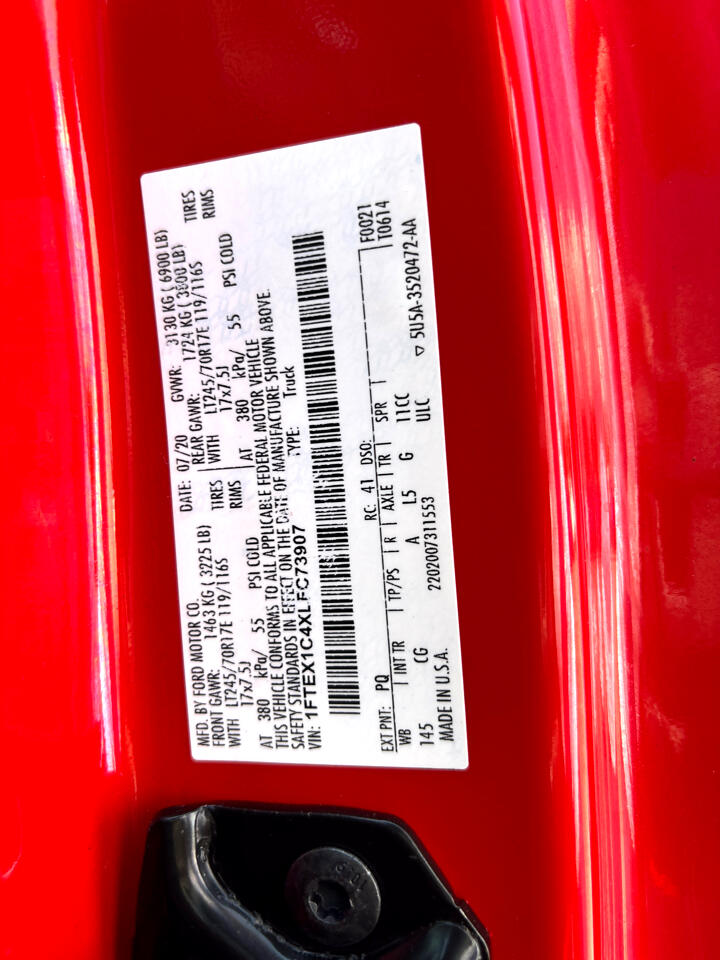 MFD. BY FORD MOTOR CO.
DATE: 07/20 GVWR: 3130 KG ( 6900 LB)
FRONT GAWR: 1463 KG ( 3225 LB) REAR GAWR: 1724 KG ( 3800 LB)
WITH LT245/70R17E 119/116S TIRES WITH LT245/70R17E 119/116S TIRES
17x7.5J RIMS 17x7.5J RIMS
AT 380 kPa/ 55 PSI COLD AT 380 kPa/ 55 PSI COLD
THIS VEHICLE CONFORMS TO ALL APPLICABLE FEDERAL MOTOR VEHICLE
SAFETY STANDARDS IN EFFECT ON THE DATE OF MANUFACTURE SHOWN ABOVE.
VIN: 1FTEX1C4XLFC73907 TYPE: Truck
F0021
EXT PNT: PQ RC: 41 DSO: T0614
WB INT TR TP/PS R AXLE TR SPR
145 CG A L5 G 11CC
MADE IN U.S.A. 2202007311553 ULC ▽ 5U5A-3520472-AA